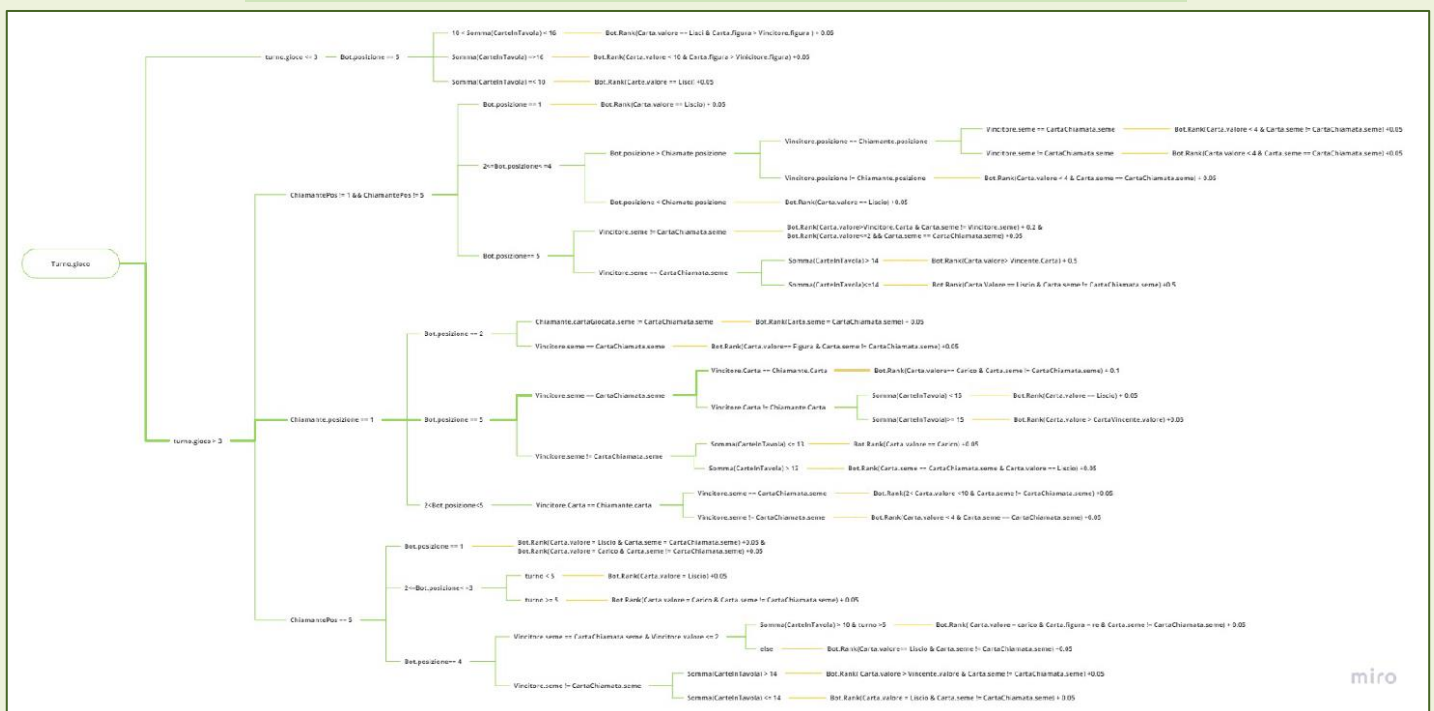 10 < Somma(CarteInTavola) < 16
Bot.Rank(Carta.valore == Lisci & Carta.figura > Vincitore.figura ) + 0.05
turno.gioco <= 3
Bot.posizione == 5
Somma(CarteInTavola) >=16
Bot.Rank(Carta.valore < 10 & Carta.figura > Vinicitore.figura) +0.05
Somma(CarteInTavola) =< 10
Bot.Rank(Carte.valore == Lisci) +0.05
Bot.posizione == 1
Bot.Rank(Carta.valore == Liscio) + 0.05
Vincitore.seme == CartaChiamata.seme
Bot.Rank(Carta.valore < 4 & Carta.seme != CartaChiamata.seme) +0.05
Vincitore.posizione == Chiamante.posizione
2<=Bot.posizione< =4
Bot.posizione > Chiamate.posizione
Vincitore.seme != CartaChiamata.seme
Bot.Rank(Carta.valore < 4 & Carta.seme == CartaChiamata.seme) +0.05
Vincitore.posizione != Chiamante.posizione
Bot.Rank(Carta.valore < 4 & Carta.seme == CartaChiamata.seme) + 0.05
ChiamantePos != 1 && ChiamantePos != 5
Bot.posizione < Chiamate.posizione
Bot.Rank(Carta.valore == Liscio) + 0.05
Vincitore.seme != CartaChiamata.seme
Bot.Rank(Carta.valore>Vincitore.Carta & Carta.seme != Vincitore.seme) + 0.2 &
Bot.Rank(Carta.valore<=2 && Carta.seme == CartaChiamata.seme) +0.05
Bot.posizione== 5
Somma(CarteInTavola) > 14
Bot.Rank(Carta.valore> Vincente.Carta) + 0.5
Turno.gioco
Vincitore.seme == CartaChiamata.seme
Somma(CarteInTavola)<=14
Bot.Rank(Carta.Valore == Liscio & Carta.seme != CartaChiamata.seme) +0.5
Chiamante.cartaGiocata.seme != CartaChiamata.seme
Bot.Rank(Carta.seme = CartaChiamata.seme) + 0.05
Bot.posizione == 2
Vincitore.seme == CartaChiamata.seme
Bot.Rank(Carta.valore== Figura & Carta.seme != CartaChiamata.seme) +0.05
Vincitore.Carta == Chiamante.Carta
Bot.Rank(Carta.valore== Carico & Carta.seme != CartaChiamata.seme) + 0.1
Vincitore.seme == CartaChiamata.seme
Somma(CarteInTavola) < 15
Bot.Rank(Carta.valore == Liscio) + 0.05
Vincitore.Carta != Chiamante.Carta
Chiamante.posizione == 1
Bot.posizione == 5
Somma(CarteInTavola)>= 15
Bot.Rank(Carta.valore > CartaVincente.valore) +0.05
turno.gioco > 3
Somma(CarteInTavola) <= 13
Bot.Rank(Carta.valore == Carico) +0.05
Vincitore.seme != CartaChiamata.seme
Somma(CarteInTavola) > 13
Bot.Rank(Carta.seme == CartaChiamata.seme & Carta.valore == Liscio) +0.05
Vincitore.seme == CartaChiamata.seme
Bot.Rank(2< Carta.valore <10 & Carta.seme != CartaChiamata.seme) +0.05
2<Bot.posizione<5
Vincitore.Carta == Chiamante.carta
Vincitore.seme != CartaChiamata.seme
Bot.Rank(Carta.valore < 4 & Carta.seme == CartaChiamata.seme) +0.05
Bot.posizione == 1
Bot.Rank(Carta.valore = Liscio & Carta.seme = CartaChiamata.seme) +0.05 &
Bot.Rank(Carta.valore = Carico & Carta.seme != CartaChiamata.seme) +0.05
turno < 5
Bot.Rank(Carta.valore = Liscio) +0.05
2<=Bot.posizione< =3
turno >= 5
Bot.Rank(Carta.valore = Carico & Carta.seme != CartaChiamata.seme) + 0.05
ChiamantePos == 5
Somma(CarteInTavola) > 10 & turno >5
Bot.Rank( Carta.valore = carico & Carta.figura = re & Carta.seme != CartaChiamata.seme) + 0.05
Vincitore.seme == CartaChiamata.seme & Vincitore.valore <= 2
else
Bot.Rank(Carta.valore== Liscio & Carta.seme != CartaChiamata.seme) +0.05
Bot.posizione== 4
Somma(CarteInTavola) > 14
Bot.Rank( Carta.valore > Vincente.valore & Carta.seme != CartaChiamata.seme) +0.05
Vincitore.seme != CartaChiamata.seme
Somma(CarteInTavola) <= 14
Bot.Rank(Carta.valore = Liscio & Carta.seme != CartaChiamata.seme) + 0.05
miro